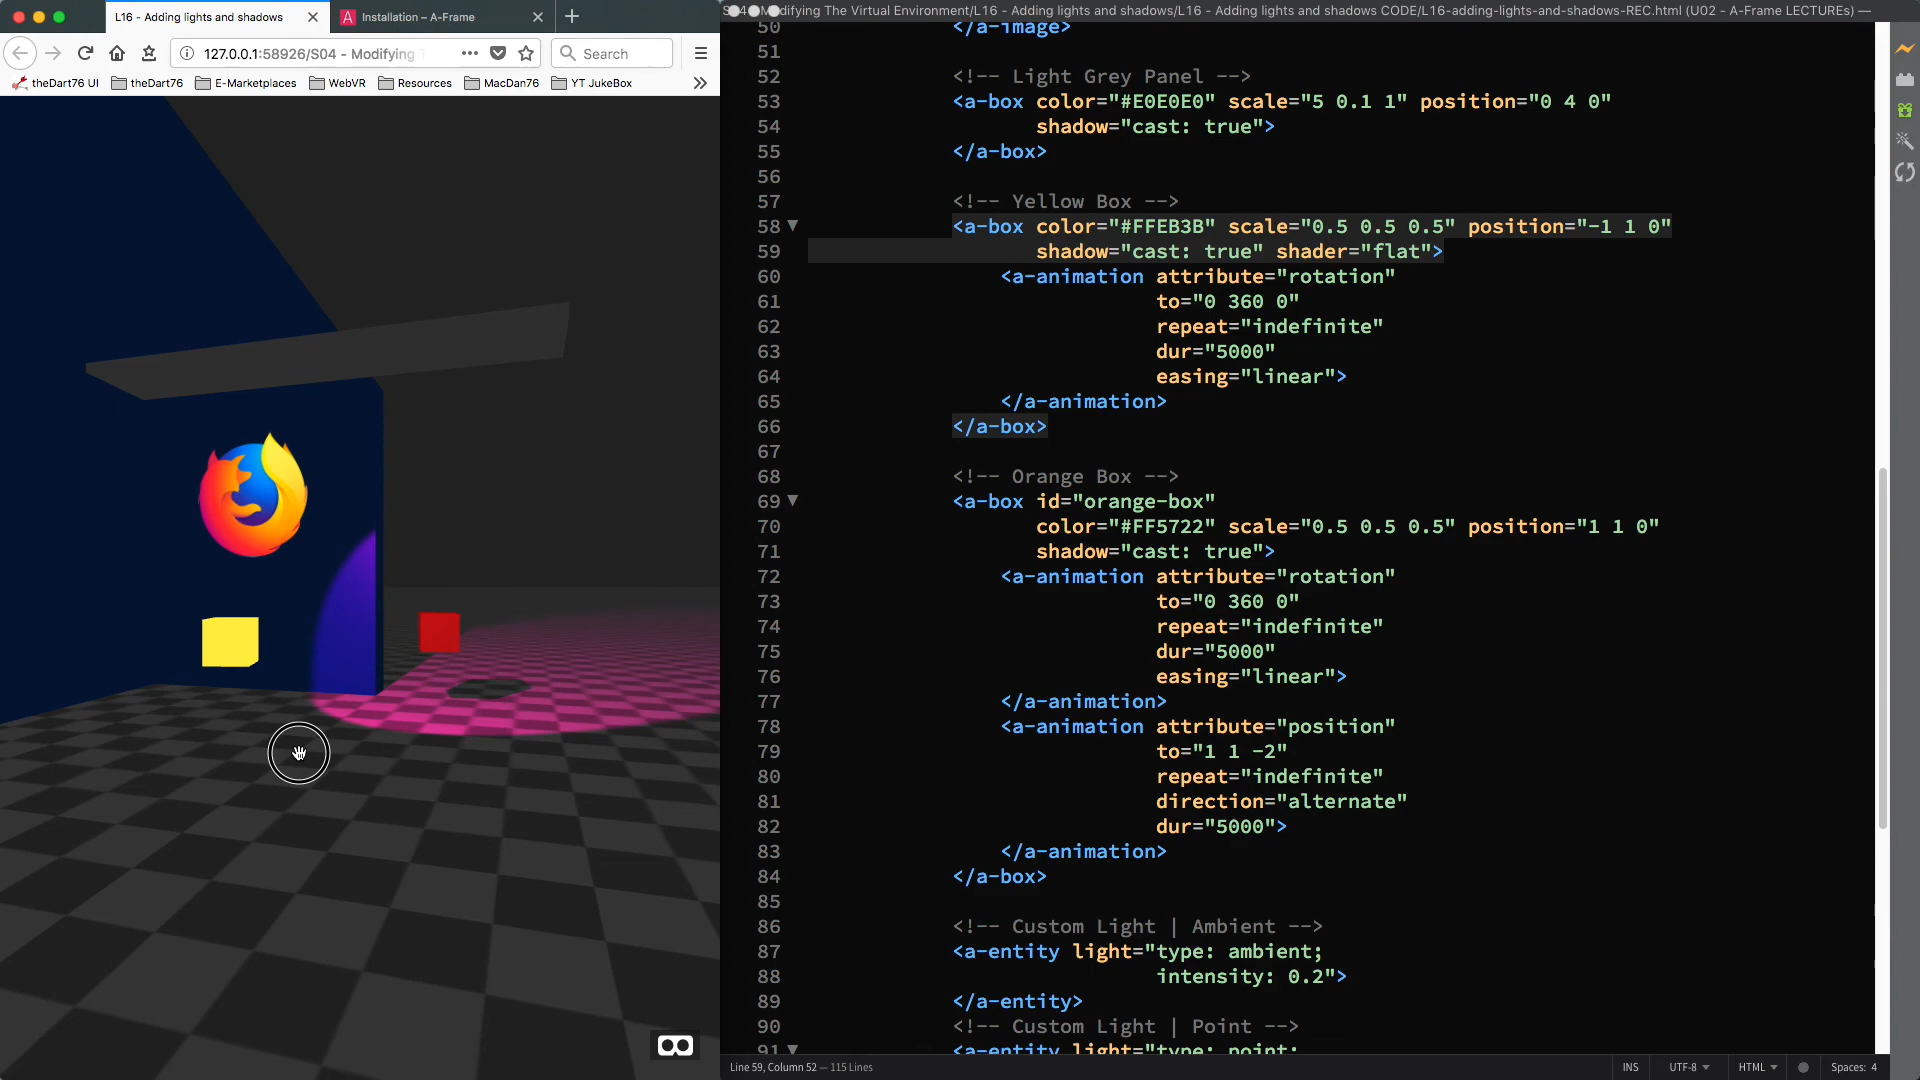 L16 - Adding lights and shadows
Installation – A-Frame
Modifying The Virtual Environment/L16 - Adding lights and shadows/L16 - Adding lights and shadows CODE/L16-adding-lights-and-shadows-REC.html (U02 - A-Frame LECTUREs) —
127.0.0.1:58926/S04 - Modifying
Search
theDart76 UI
theDart76
E-Marketplaces
WebVR
Resources
MacDan76
YT JukeBox
50 </a-image>
51
52 <!-- Light Grey Panel -->
53 <a-box color="#E0E0E0" scale="5 0.1 1" position="0 4 0"
54 shadow="cast: true">
55 </a-box>
56
57 <!-- Yellow Box -->
58 <a-box color="#FFEB3B" scale="0.5 0.5 0.5" position="-1 1 0"
59 shadow="cast: true" shader="flat">
60 <a-animation attribute="rotation"
61 to="0 360 0"
62 repeat="indefinite"
63 dur="5000"
64 easing="linear">
65 </a-animation>
66 </a-box>
67
68 <!-- Orange Box -->
69 <a-box id="orange-box"
70 color="#FF5722" scale="0.5 0.5 0.5" position="1 1 0"
71 shadow="cast: true">
72 <a-animation attribute="rotation"
73 to="0 360 0"
74 repeat="indefinite"
75 dur="5000"
76 easing="linear">
77 </a-animation>
78 <a-animation attribute="position"
79 to="1 1 -2"
80 repeat="indefinite"
81 direction="alternate"
82 dur="5000">
83 </a-animation>
84 </a-box>
85
86 <!-- Custom Light | Ambient -->
87 <a-entity light="type: ambient;
88 intensity: 0.2">
89 </a-entity>
90 <!-- Custom Light | Point -->
91 <a-entity light="type: point;
Line 59, Column 52 — 115 Lines
INS
UTF-8
HTML
Spaces: 4